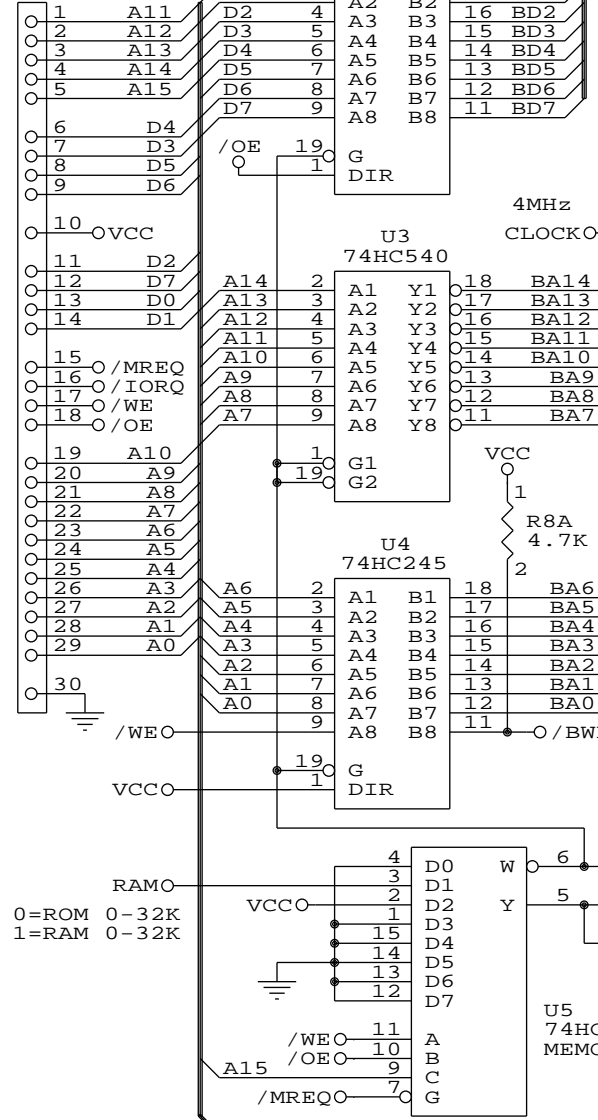 1 A11
2 A12
3 A13
4 A14
5 A15
6 D4
7 D3
8 D5
9 D6
10 VCC
11 D2
12 D7
13 D0
14 D1
15 /MREQ
16 /IORQ
17 /WE
18 /OE
19 A10
20 A9
21 A8
22 A7
23 A6
24 A5
25 A4
26 A3
27 A2
28 A1
29 A0
30
A2 B2
D2 4 A3 B3 16 BD2
D3 5 A4 B4 15 BD3
D4 6 A5 B5 14 BD4
D5 7 A6 B6 13 BD5
D6 8 A7 B7 12 BD6
D7 9 A8 B8 11 BD7
/OE 19 G
1 DIR
4MHz
CLOCK
U3
74HC540
A14 2 A1 Y1 18 BA14
A13 3 A2 Y2 17 BA13
A12 4 A3 Y3 16 BA12
A11 5 A4 Y4 15 BA11
A10 6 A5 Y5 14 BA10
A9 7 A6 Y6 13 BA9
A8 8 A7 Y7 12 BA8
A7 9 A8 Y8 11 BA7
1 G1
19 G2
VCC
1
R8A
4.7K
2
U4
74HC245
A6 2 A1 B1 18 BA6
A5 3 A2 B2 17 BA5
A4 4 A3 B3 16 BA4
A3 5 A4 B4 15 BA3
A2 6 A5 B5 14 BA2
A1 7 A6 B6 13 BA1
A0 8 A7 B7 12 BA0
/WE 9 A8 B8 11
19 G
VCC 1 DIR
4 D0 W 6
RAM 3 D1
VCC 2 D2 Y 5
1 D3
15 D4
14 D5
13 D6
12 D7
0=ROM 0-32K
1=RAM 0-32K
/WE 11 A
/OE 10 B
A15 9 C
/MREQ 7 G
U5